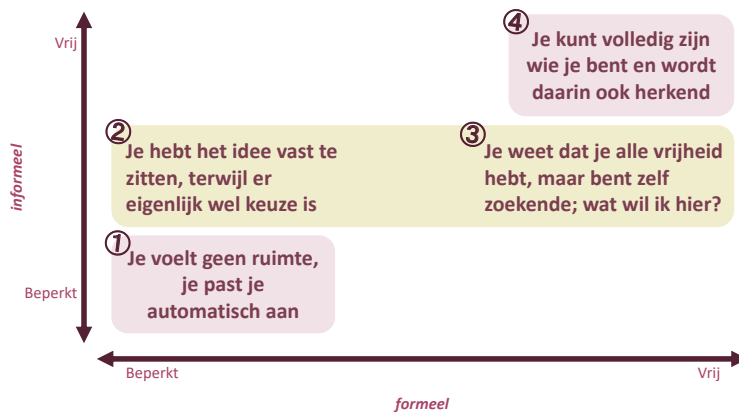 Vrij
④
Je kunt volledig zijn
wie je bent en wordt
daarin ook herkend
②
Je hebt het idee vast te
zitten, terwijl er
eigenlijk wel keuze is
③
Je weet dat je alle vrijheid
hebt, maar bent zelf
zoekende; wat wil ik hier?
informeel
①
Je voelt geen ruimte,
je past je
automatisch aan
Beperkt
Beperkt
Vrij
formeel